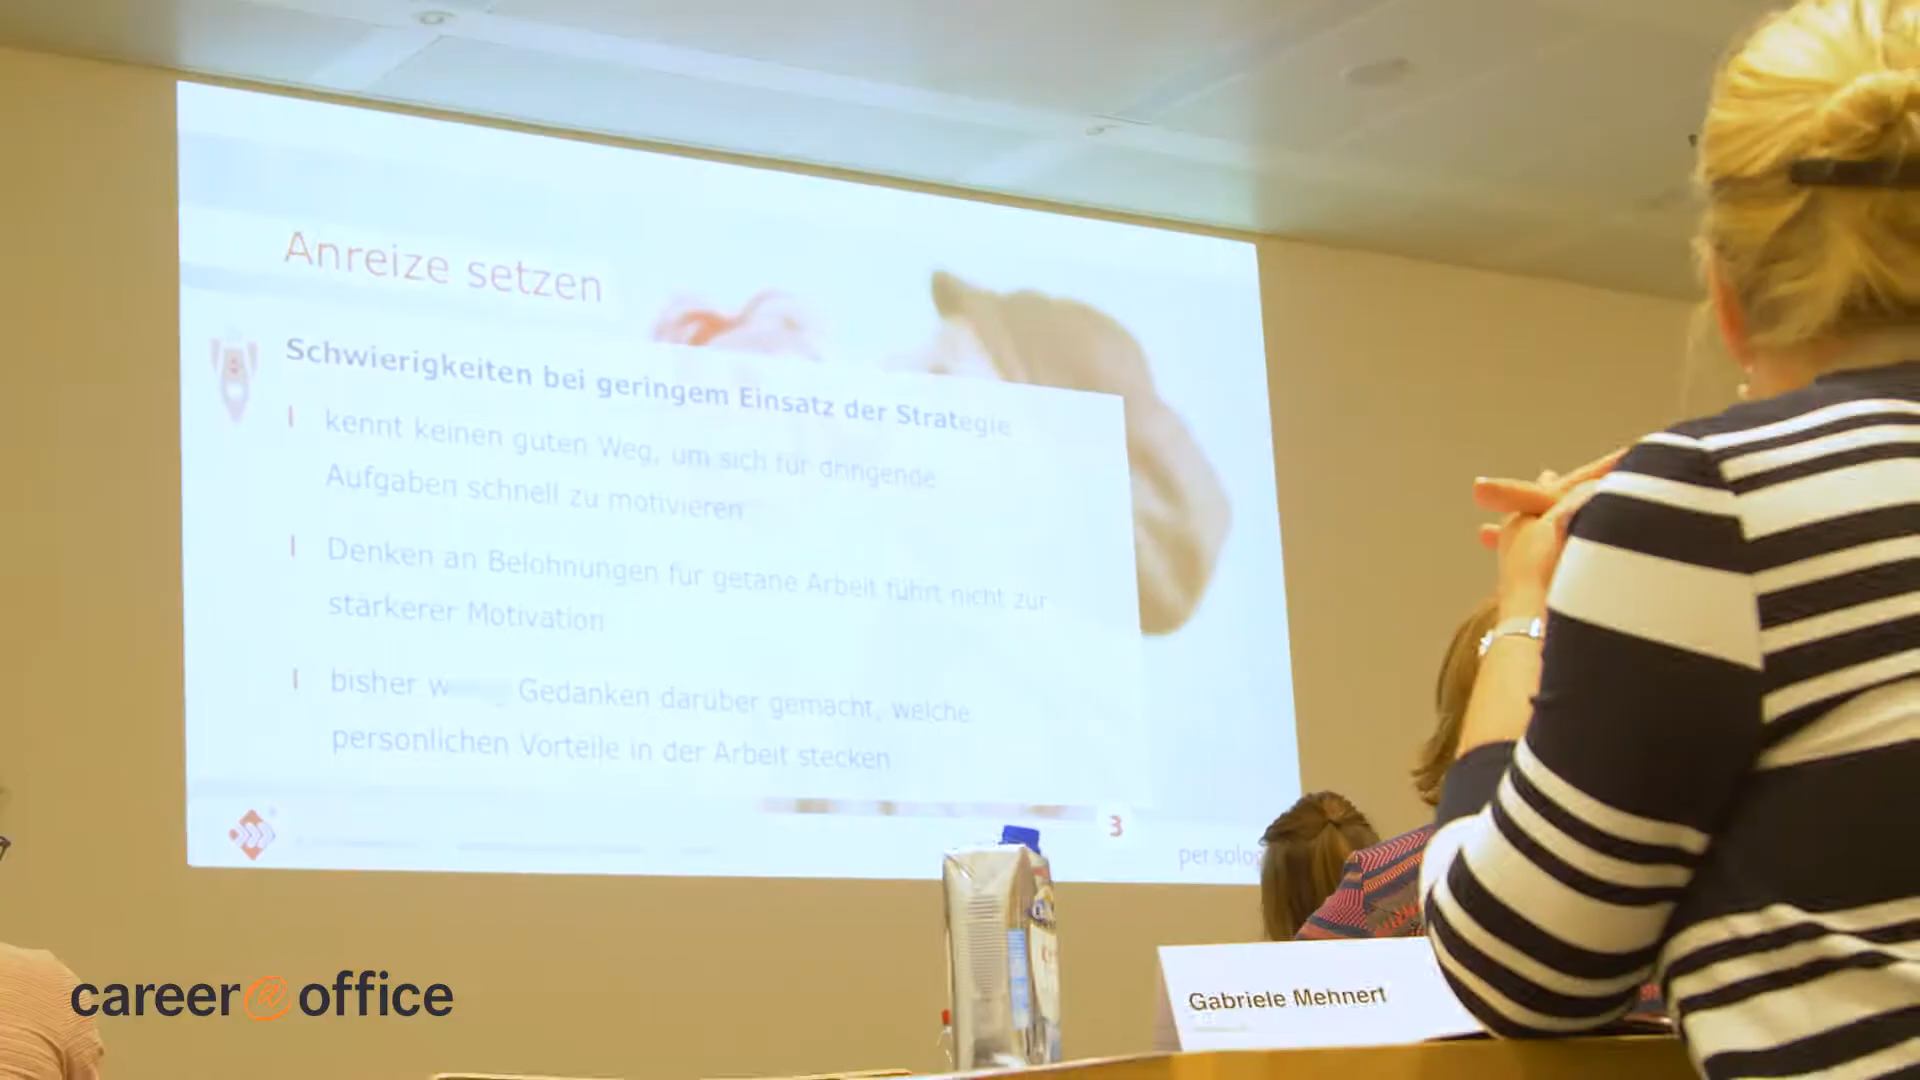 Anreize setzen
Schwierigkeiten bei geringem Einsatz der Strategie
kennt keinen guten Weg, um sich für dringende
Aufgaben schnell zu motivieren
Denken an Belohnungen für getane Arbeit führt nicht zur
stärkerer Motivation
bisher Gedanken darüber gemacht, welche
persönlichen Vorteile in der Arbeit stecken
3
persolog
Gabriele Mehnert
career@office